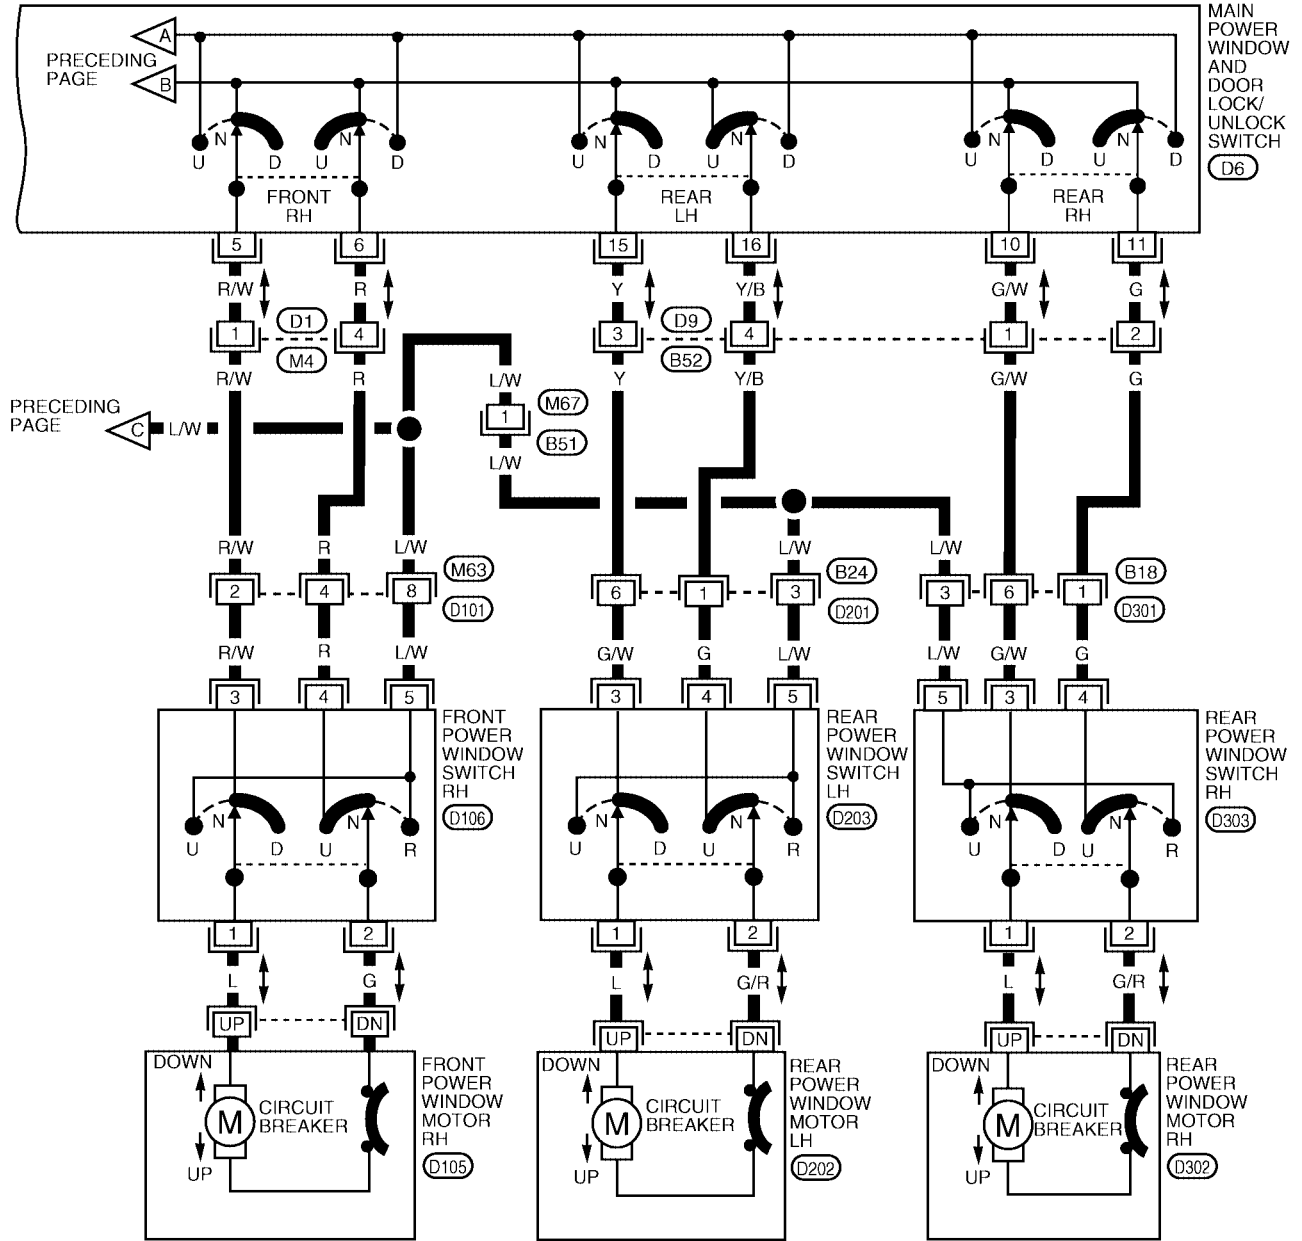 MAIN
POWER
WINDOW
AND
DOOR
LOCK/
UNLOCK
SWITCH
D6
A
PRECEDING
PAGE
B
U N D U N D
U N D U N D
U N D U N D
FRONT
RH
REAR
LH
REAR
RH
5 6 15 16 10 11
R/W R Y Y/B G/W G
1 D1 4 3 D9 4 1 2
M4 B52
R/W R Y Y/B G/W G
L/W
PRECEDING
PAGE
C L/W
1 M67
B51
L/W
R/W R L/W L/W L/W
2 4 8 M63
D101
6 1 3 B24
D201
3 6 1 B18
D301
R/W R L/W G/W G L/W L/W G/W G
3 4 5 3 4 5 5 3 4
FRONT
POWER
WINDOW
SWITCH
RH
D106
REAR
POWER
WINDOW
SWITCH
LH
D203
REAR
POWER
WINDOW
SWITCH
RH
D303
U N D U N R
U N D U N R
U N D U N R
1 2 1 2 1 2
L G L G/R L G/R
UP DN UP DN UP DN
DOWN
M
CIRCUIT
BREAKER
UP
FRONT
POWER
WINDOW
MOTOR
RH
D105
DOWN
M
CIRCUIT
BREAKER
UP
REAR
POWER
WINDOW
MOTOR
LH
D202
DOWN
M
CIRCUIT
BREAKER
UP
REAR
POWER
WINDOW
MOTOR
RH
D302